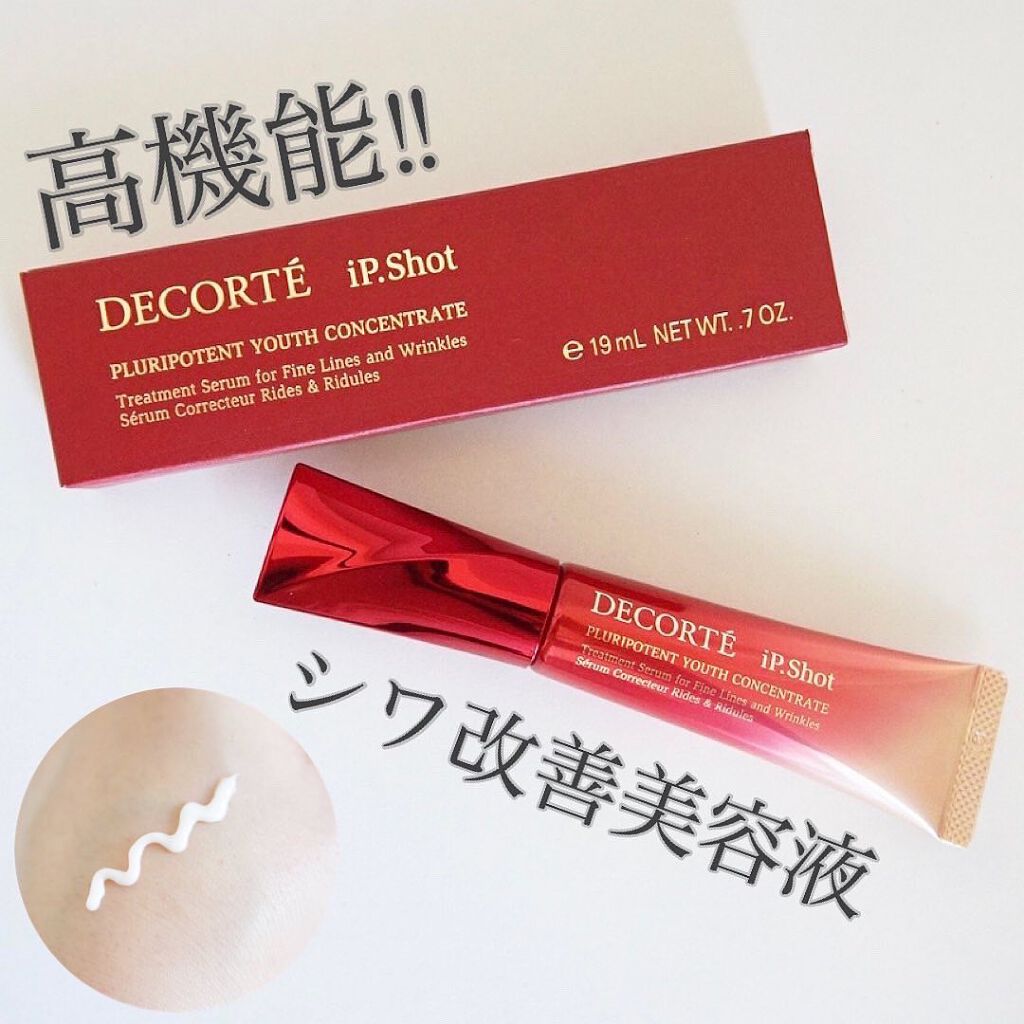 高機能!!
DECORTÉ iP.Shot
PLURIPOTENT YOUTH CONCENTRATE
Treatment Serum for Fine Lines and Wrinkles
Sérum Correcteur Rides & Ridules
e 19mL NET WT. .7 OZ.
DECORTÉ iP.Shot
PLURIPOTENT YOUTH CONCENTRATE
Treatment Serum for Fine Lines and Wrinkles
Sérum Correcteur Rides & Ridules
シワ改善美容液